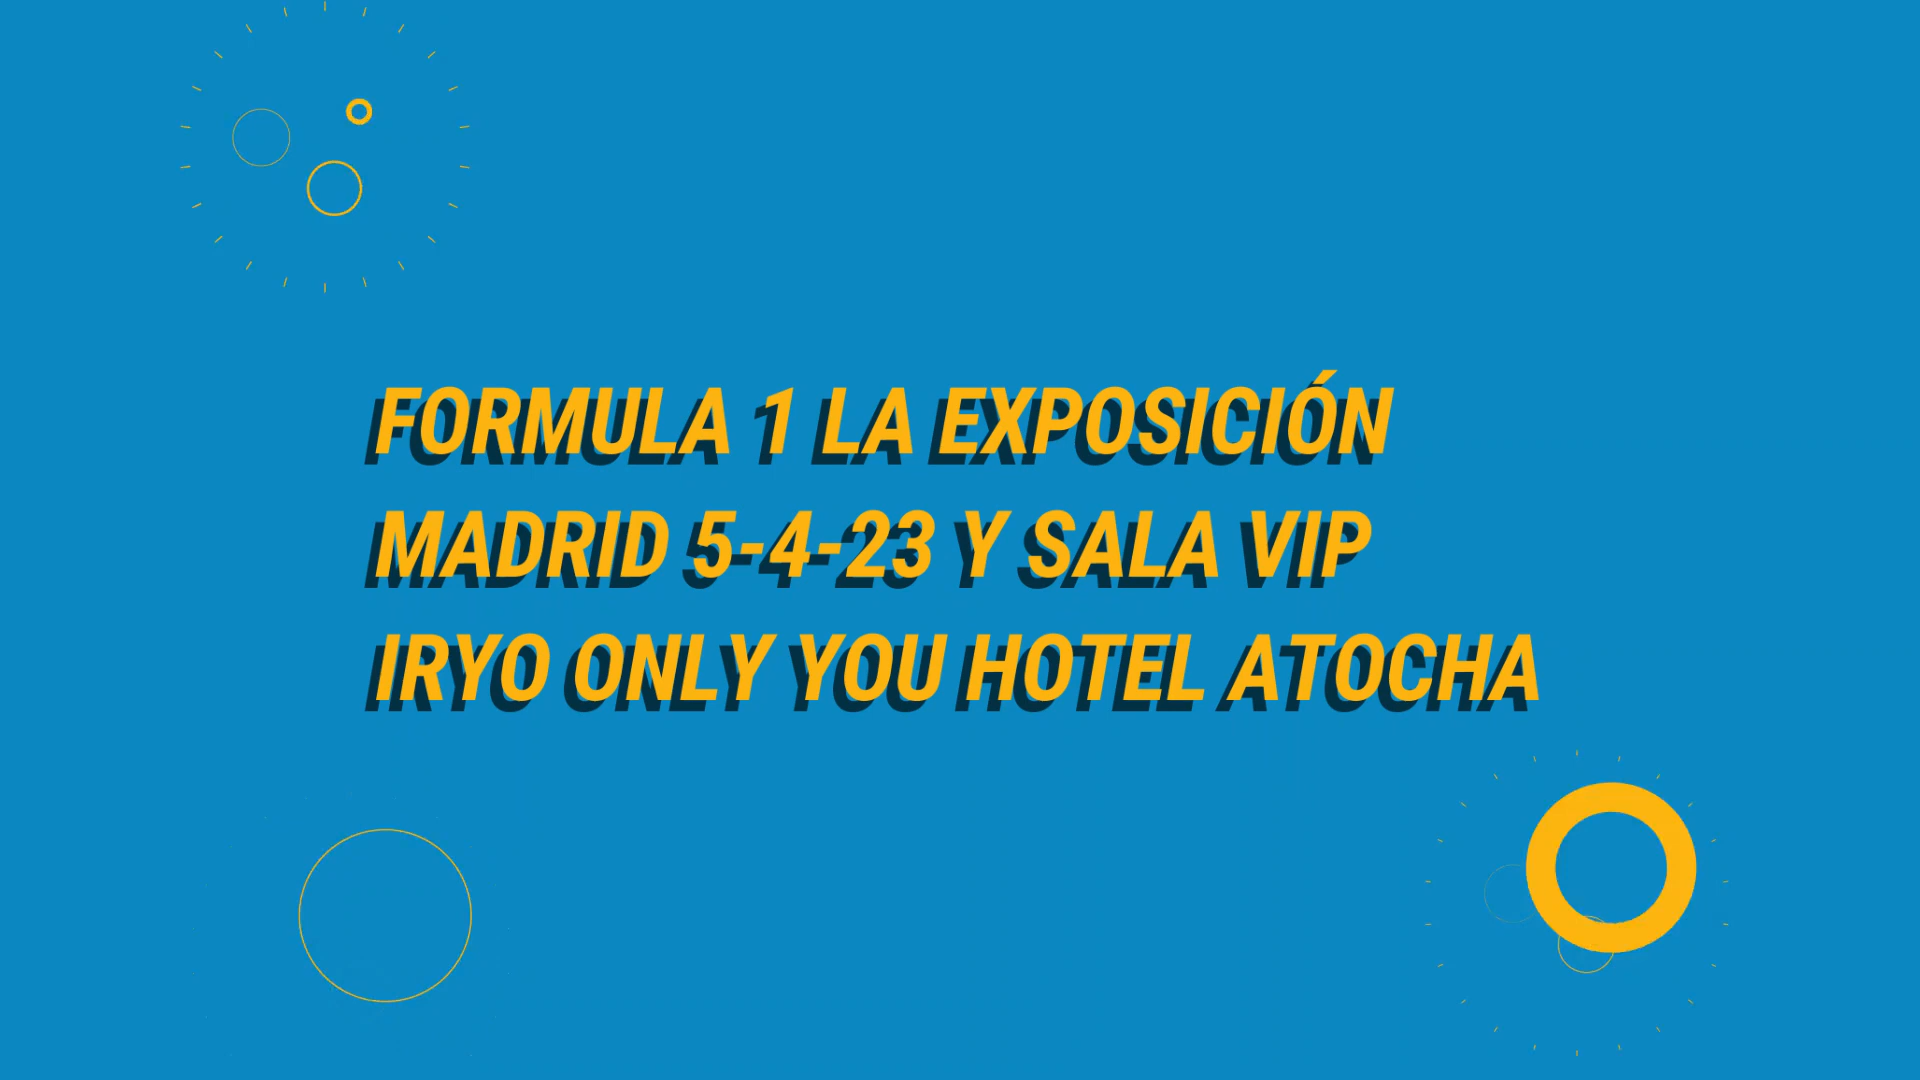 FORMULA 1 LA EXPOSICIÓN
MADRID 5-4-23 Y SALA VIP
IRYO ONLY YOU HOTEL ATOCHA